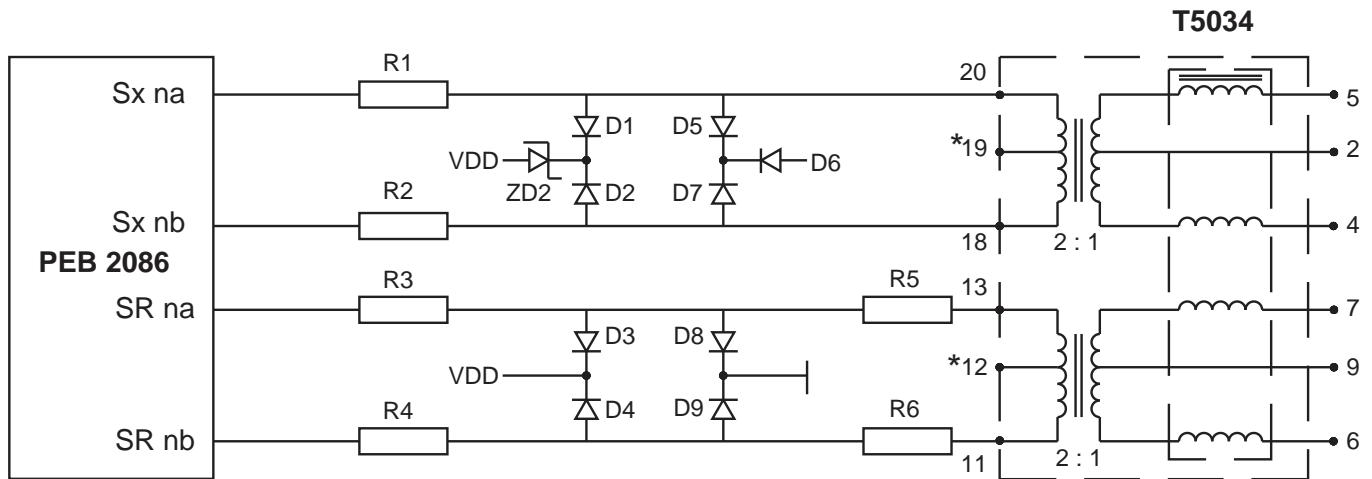 T5034
R1
20
Sx na
5
D1
D5
*19
2
VDD
D6
ZD2
D2
D7
R2
Sx nb
18
2 : 1
4
PEB 2086
R3
R5
13
SR na
7
D3
D8
VDD
*12
9
R4
D4
D9
R6
SR nb
11
2 : 1
6